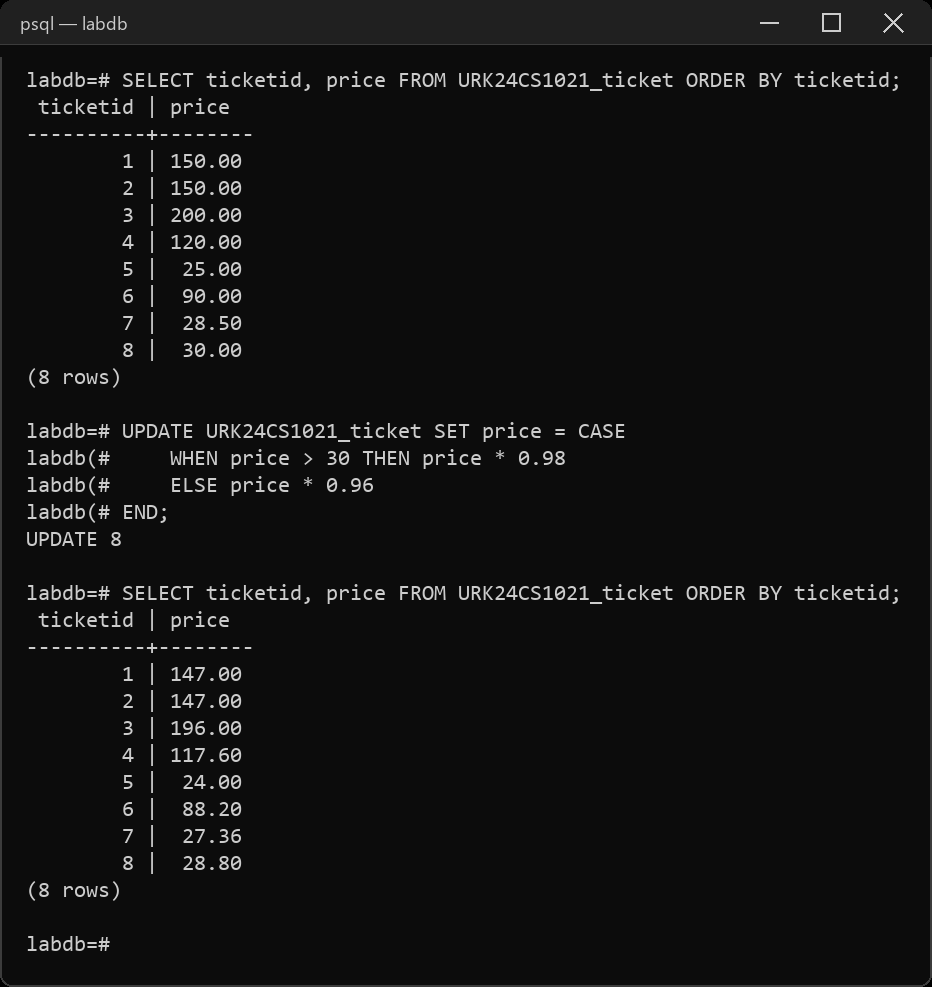 psql — labdb
labdb=# SELECT ticketid, price FROM URK24CS1021_ticket ORDER BY ticketid;
 ticketid | price
----------+--------
        1 | 150.00
        2 | 150.00
        3 | 200.00
        4 | 120.00
        5 |  25.00
        6 |  90.00
        7 |  28.50
        8 |  30.00
(8 rows)
labdb=# UPDATE URK24CS1021_ticket SET price = CASE
labdb(#     WHEN price > 30 THEN price * 0.98
labdb(#     ELSE price * 0.96
labdb(# END;
UPDATE 8
labdb=# SELECT ticketid, price FROM URK24CS1021_ticket ORDER BY ticketid;
 ticketid | price
----------+--------
        1 | 147.00
        2 | 147.00
        3 | 196.00
        4 | 117.60
        5 |  24.00
        6 |  88.20
        7 |  27.36
        8 |  28.80
(8 rows)
labdb=#